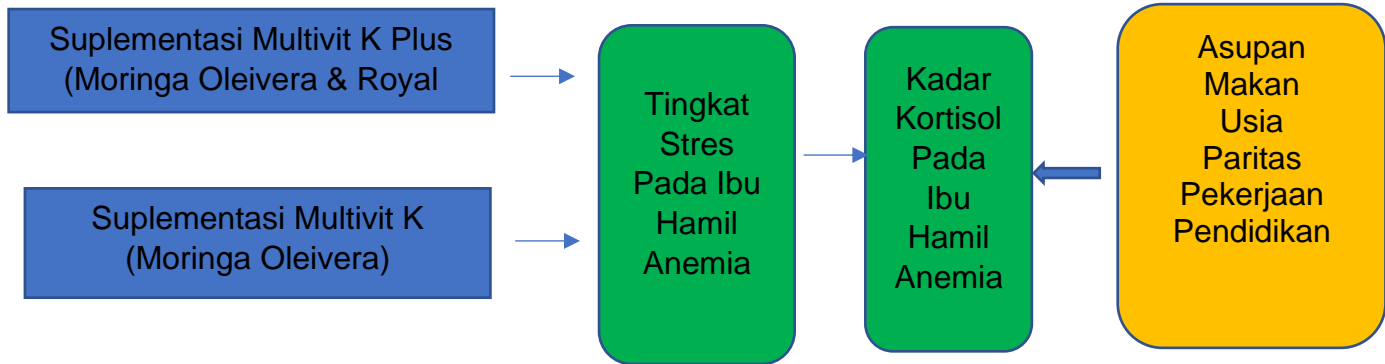 Suplementasi Multivit K Plus
(Moringa Oleivera & Royal
Suplementasi Multivit K
(Moringa Oleivera)
Tingkat
Stres
Pada Ibu
Hamil
Anemia
Kadar
Kortisol
Pada
Ibu
Hamil
Anemia
Asupan
Makan
Usia
Paritas
Pekerjaan
Pendidikan